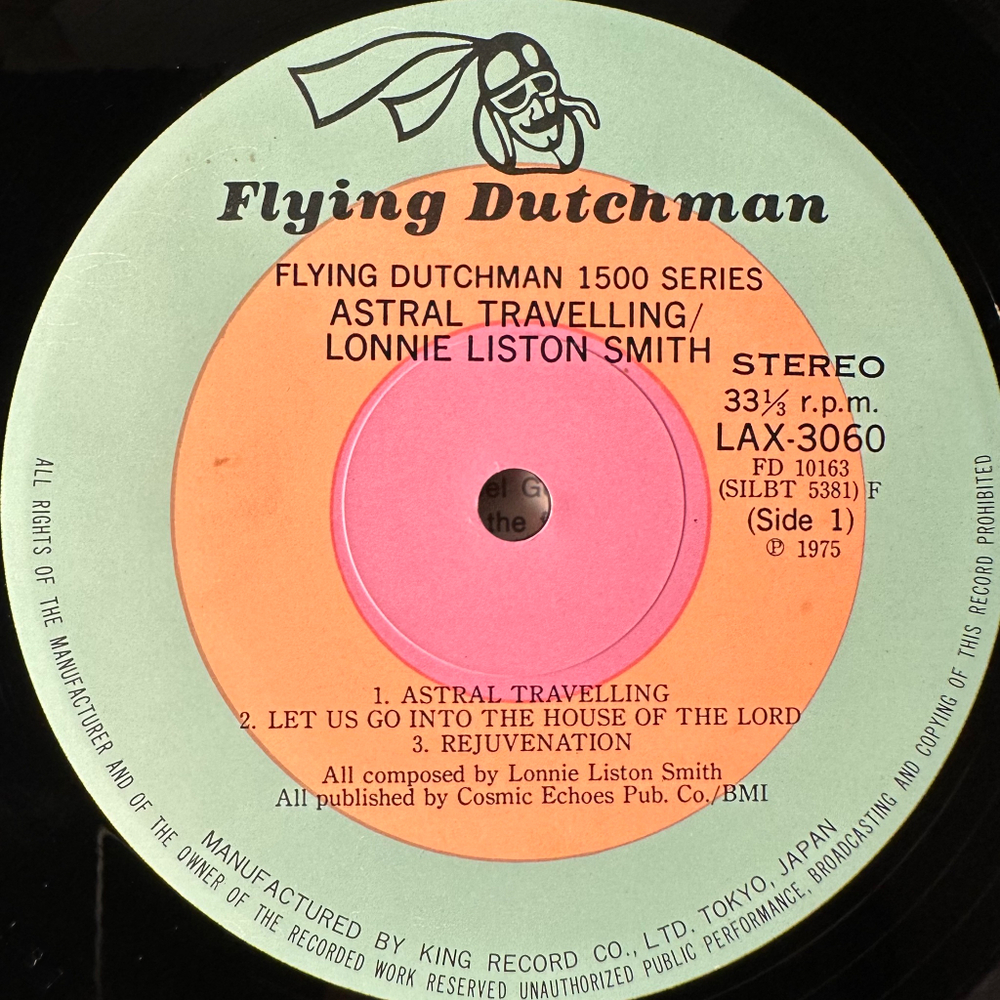 Flying Dutchman
FLYING DUTCHMAN 1500 SERIES
ASTRAL TRAVELLING/
LONNIE LISTON SMITH
STEREO
33⅓ r.p.m.
LAX-3060
FD 10163
(SILBT 5381) F
(Side 1)
℗ 1975
el G
the
1. ASTRAL TRAVELLING
2. LET US GO INTO THE HOUSE OF THE LORD
3. REJUVENATION
All composed by Lonnie Liston Smith
All published by Cosmic Echoes Pub. Co./BMI
MANUFACTURED BY KING RECORD CO., LTD. TOKYO, JAPAN
ALL RIGHTS OF THE MANUFACTURER AND OF THE OWNER OF THE RECORDED WORK RESERVED UNAUTHORIZED PUBLIC PERFORMANCE, BROADCASTING AND COPYING OF THIS RECORD PROHIBITED